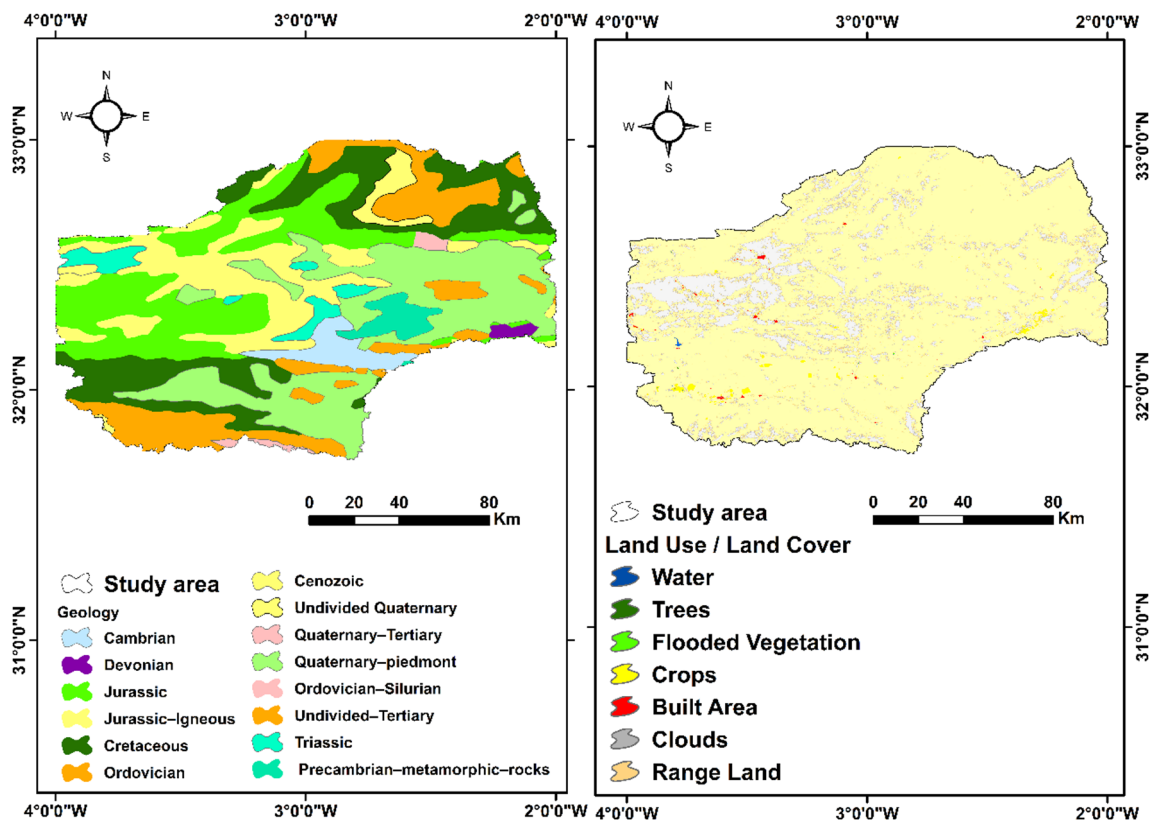 4°0'0"W 3°0'0"W 2°0'0"W
33°0'0"N
32°0'0"N
31°0'0"N
N
W E
S
0 20 40 80
Km
Study area
Geology
Cambrian
Devonian
Jurassic
Jurassic–Igneous
Cretaceous
Ordovician
Cenozoic
Undivided Quaternary
Quaternary–Tertiary
Quaternary–piedmont
Ordovician–Silurian
Undivided–Tertiary
Triassic
Precambrian–metamorphic–rocks
4°0'0"W 3°0'0"W 2°0'0"W
4°0'0"W 3°0'0"W 2°0'0"W
N
W E
S
33°0'0"N
32°0'0"N
31°0'0"N
0 20 40 80
Km
Study area
Land Use / Land Cover
Water
Trees
Flooded Vegetation
Crops
Built Area
Clouds
Range Land
4°0'0"W 3°0'0"W 2°0'0"W